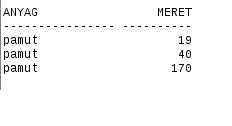 ANYAG                MERET
---------------- ----------
pamut                   19
pamut                   40
pamut                  170